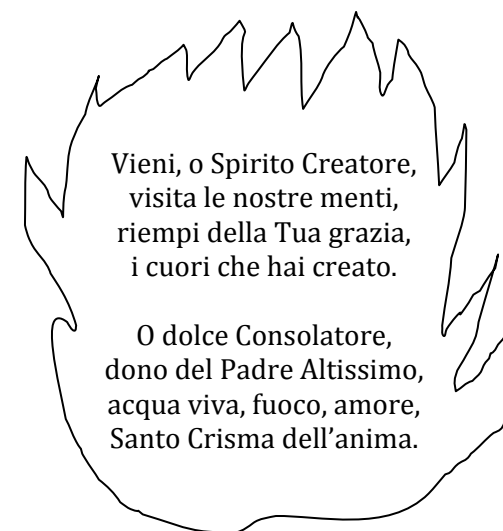 Vieni, o Spirito Creatore,
visita le nostre menti,
riempi della Tua grazia,
i cuori che hai creato.
O dolce Consolatore,
dono del Padre Altissimo,
acqua viva, fuoco, amore,
Santo Crisma dell’anima.